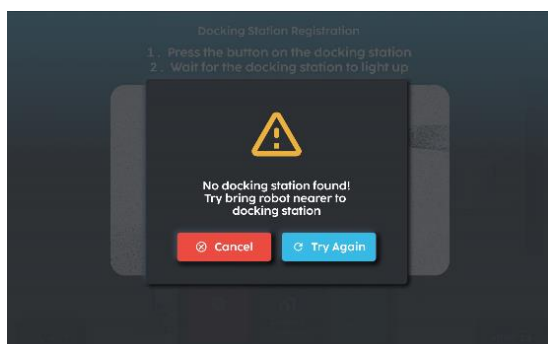 Docking Station Registration
1. Press the button on the docking station
2. Wait for the docking station to light up
No docking station found!
Try bring robot nearer to
docking station
Cancel
Try Again